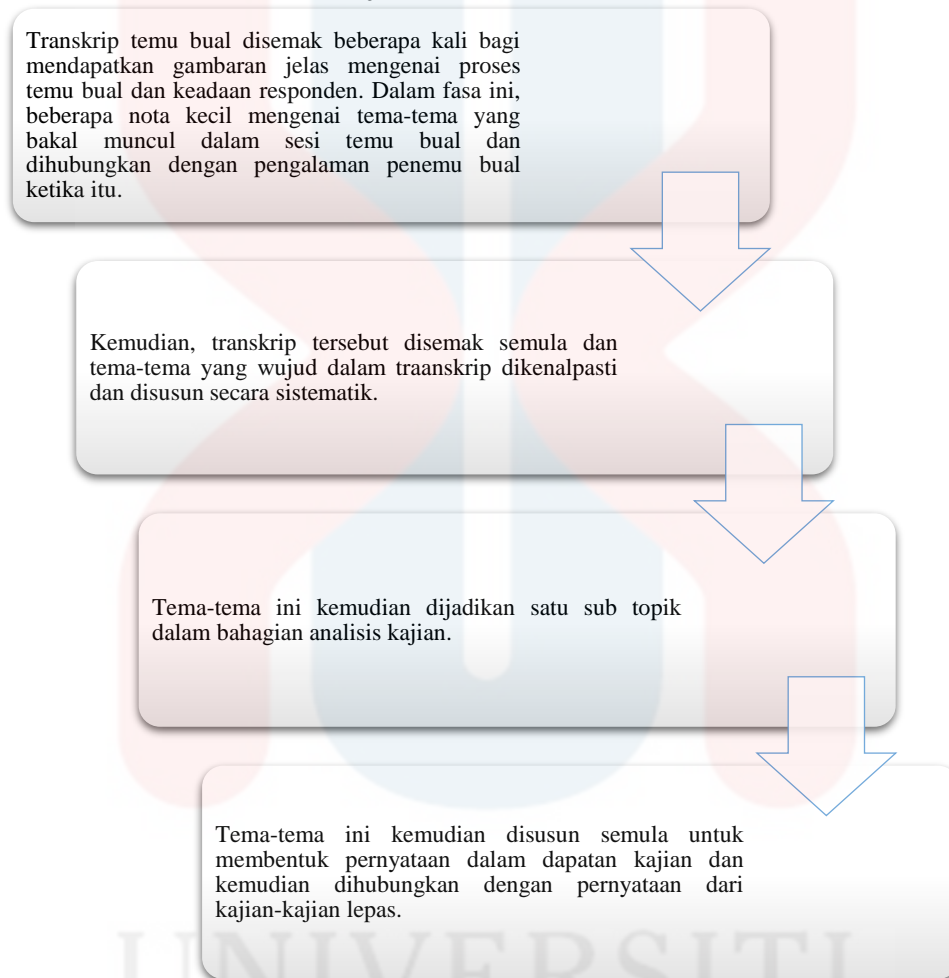 Transkrip temu bual disemak beberapa kali bagi
mendapatkan gambaran jelas mengenai proses
temu bual dan keadaan responden. Dalam fasa ini,
beberapa nota kecil mengenai tema-tema yang
bakal muncul dalam sesi temu bual dan
dihubungkan dengan pengalaman penemu bual
ketika itu.
Kemudian, transkrip tersebut disemak semula dan
tema-tema yang wujud dalam traanskrip dikenalpasti
dan disusun secara sistematik.
Tema-tema ini kemudian dijadikan satu sub topik
dalam bahagian analisis kajian.
Tema-tema ini kemudian disusun semula untuk
membentuk pernyataan dalam dapatan kajian dan
kemudian dihubungkan dengan pernyataan dari
kajian-kajian lepas.
UNIVERSITI